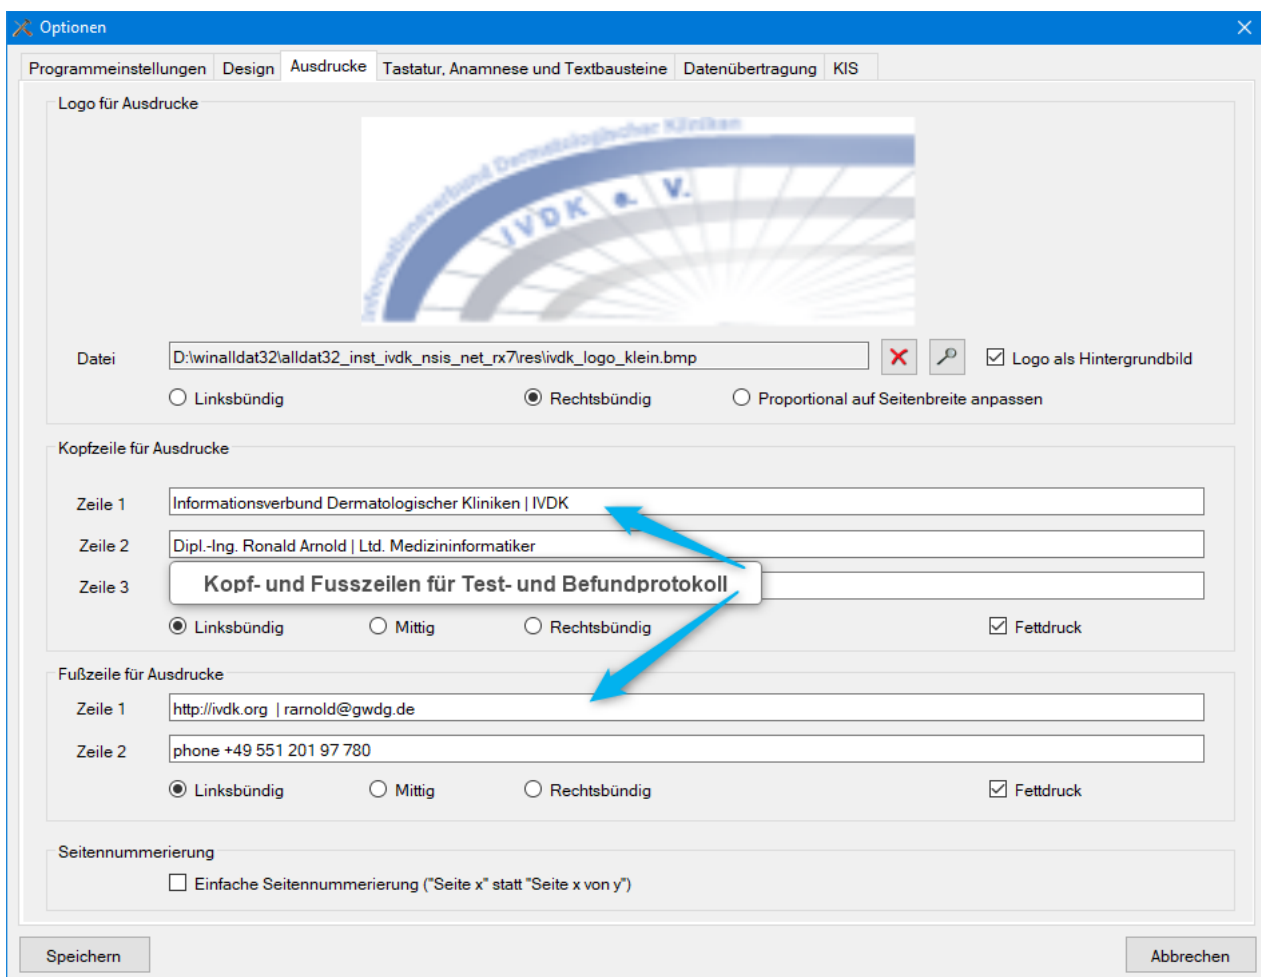 Optionen
Programmeinstellungen Design Ausdrucke Tastatur, Anamnese und Textbausteine Datenübertragung KIS
Logo für Ausdrucke
Informationsverbund Dermatologischer Kliniken
IVDK e. V.
Datei D:\winalldat32\alldat32_inst_ivdk_nsis_net_rx7\res\ivdk_logo_klein.bmp Logo als Hintergrundbild
Linksbündig Rechtsbündig Proportional auf Seitenbreite anpassen
Kopfzeile für Ausdrucke
Zeile 1 Informationsverbund Dermatologischer Kliniken | IVDK
Zeile 2 Dipl.-Ing. Ronald Arnold | Ltd. Medizininformatiker
Zeile 3 Kopf- und Fusszeilen für Test- und Befundprotokoll
Linksbündig Mittig Rechtsbündig Fettdruck
Fußzeile für Ausdrucke
Zeile 1 http://ivdk.org | rarnold@gwdg.de
Zeile 2 phone +49 551 201 97 780
Linksbündig Mittig Rechtsbündig Fettdruck
Seitennummerierung
Einfache Seitennummerierung ("Seite x" statt "Seite x von y")
Speichern Abbrechen